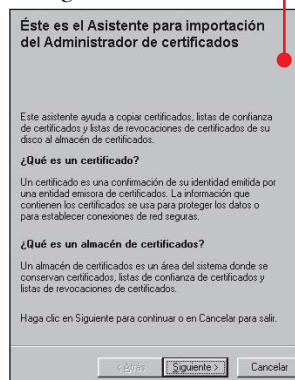 Éste es el Asistente para importación
del Administrador de certificados
Este asistente ayuda a copiar certificados, listas de confianza
de certificados y listas de revocaciones de certificados de su
disco al almacén de certificados.
¿Qué es un certificado?
Un certificado es una confirmación de su identidad emitida por
una entidad emisora de certificados. La información que
contienen los certificados se usa para proteger los datos o
para establecer conexiones de red seguras.
¿Qué es un almacén de certificados?
Un almacén de certificados es un área del sistema donde se
conservan certificados, listas de confianza de certificados y
listas de revocaciones de certificados.
Haga clic en Siguiente para continuar o en Cancelar para salir.
< Atrás Siguiente > Cancelar